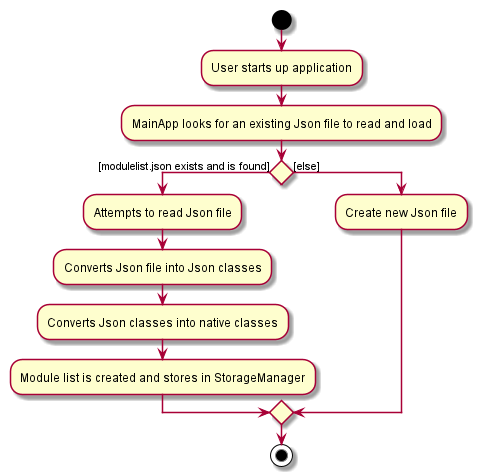 User starts up application
MainApp looks for an existing Json file to read and load
[modulelist.json exists and is found]
[else]
Attempts to read Json file
Create new Json file
Converts Json file into Json classes
Converts Json classes into native classes
Module list is created and stores in StorageManager